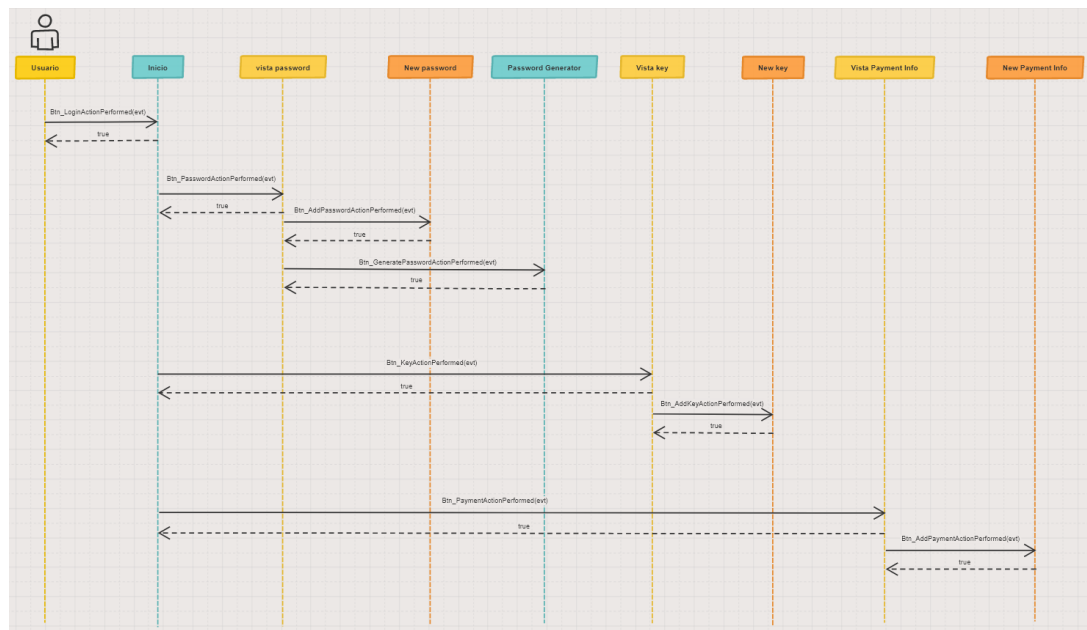 Usuario
Inicio
vista password
New password
Password Generator
Vista key
New key
Vista Payment Info
New Payment Info
Btn_LoginActionPerformed(evt)
true
Btn_PasswordActionPerformed(evt)
true
Btn_AddPasswordActionPerformed(evt)
true
Btn_GeneratePasswordActionPerformed(evt)
true
Btn_KeyActionPerformed(evt)
true
Btn_AddKeyActionPerformed(evt)
true
Btn_PaymentActionPerformed(evt)
true
Btn_AddPaymentActionPerformed(evt)
true